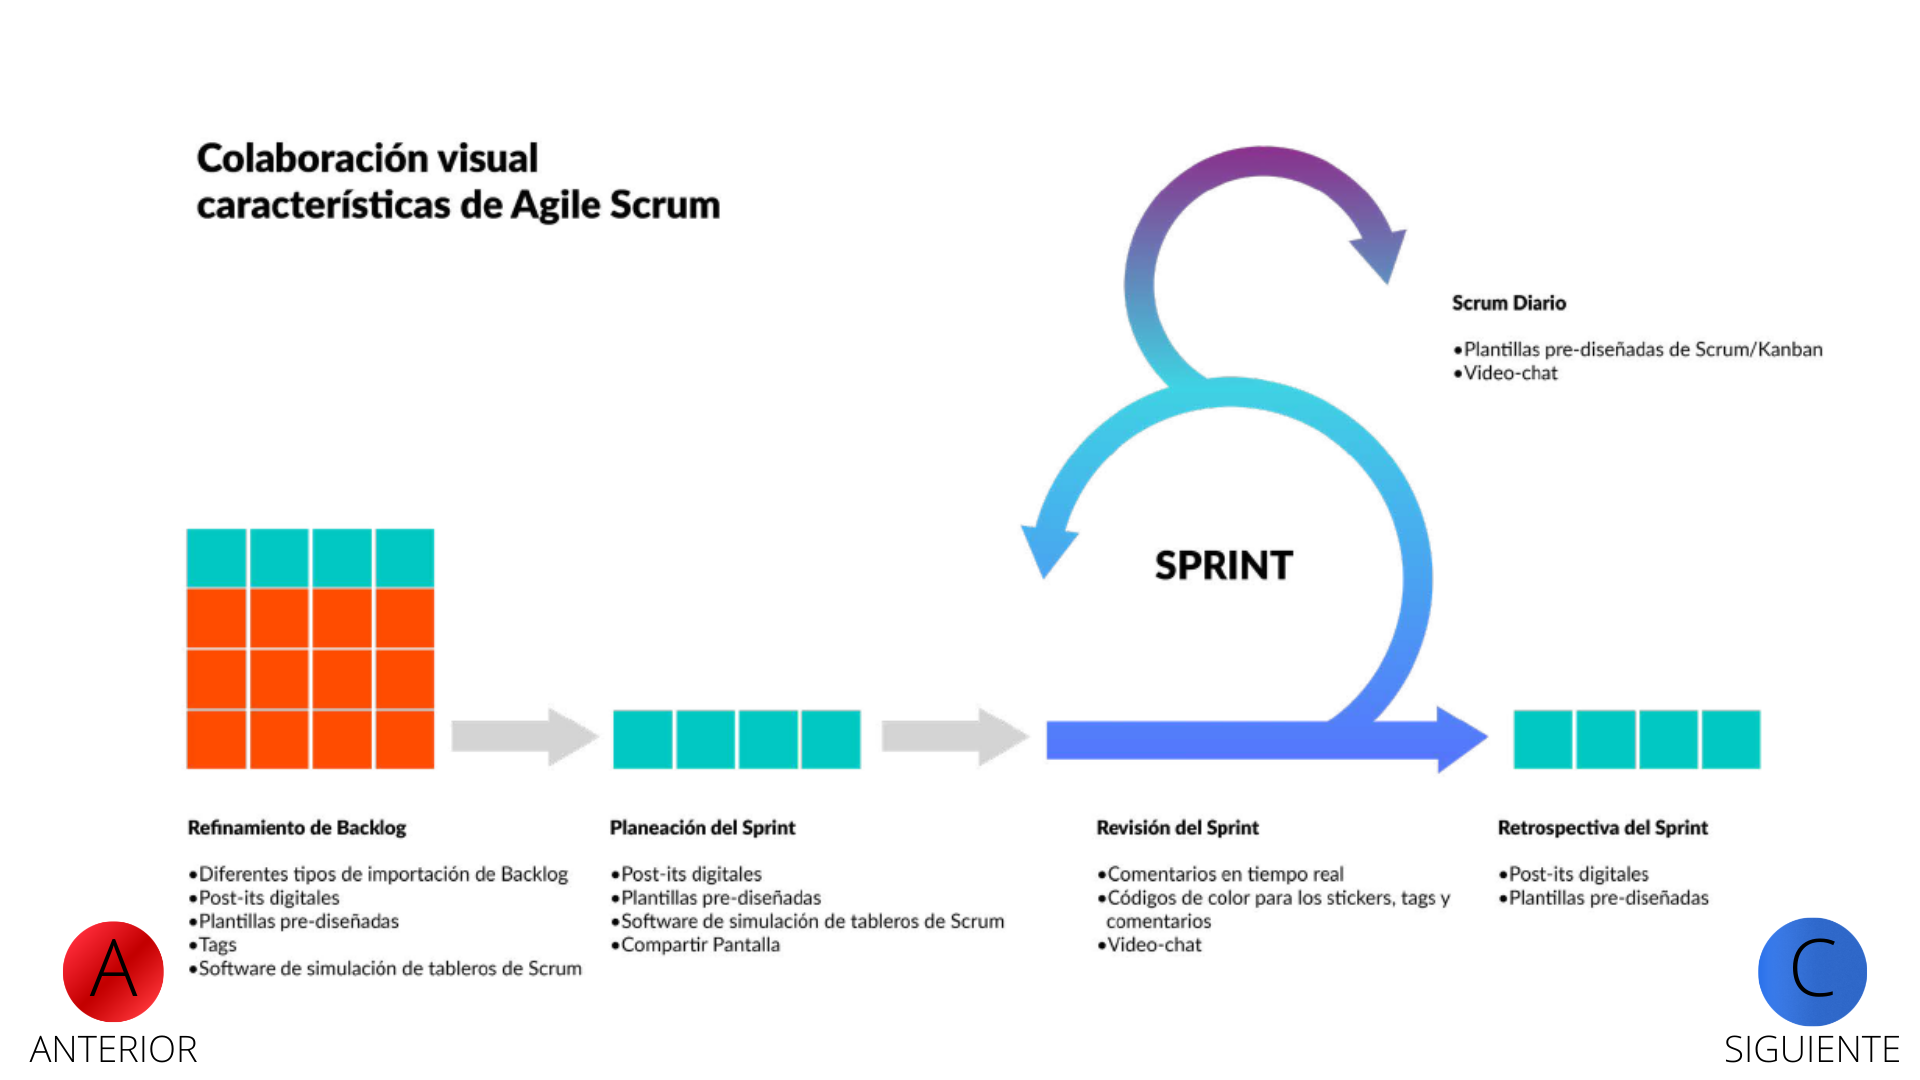 Colaboración visual
características de Agile Scrum
Scrum Diario
•Plantillas pre-diseñadas de Scrum/Kanban
•Video-chat
SPRINT
Refinamiento de Backlog
•Diferentes tipos de importación de Backlog
•Post-its digitales
•Plantillas pre-diseñadas
•Tags
•Software de simulación de tableros de Scrum
Planeación del Sprint
•Post-its digitales
•Plantillas pre-diseñadas
•Software de simulación de tableros de Scrum
•Compartir Pantalla
Revisión del Sprint
•Comentarios en tiempo real
•Códigos de color para los stickers, tags y
comentarios
•Video-chat
Retrospectiva del Sprint
•Post-its digitales
•Plantillas pre-diseñadas
A
ANTERIOR
C
SIGUIENTE